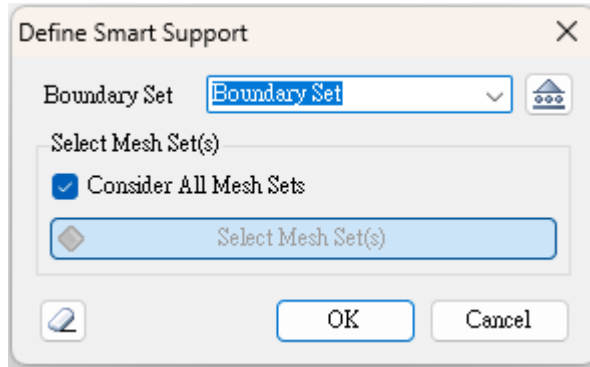 Define Smart Support
Boundary Set Boundary Set
Select Mesh Set(s)
Consider All Mesh Sets
Select Mesh Set(s)
OK Cancel